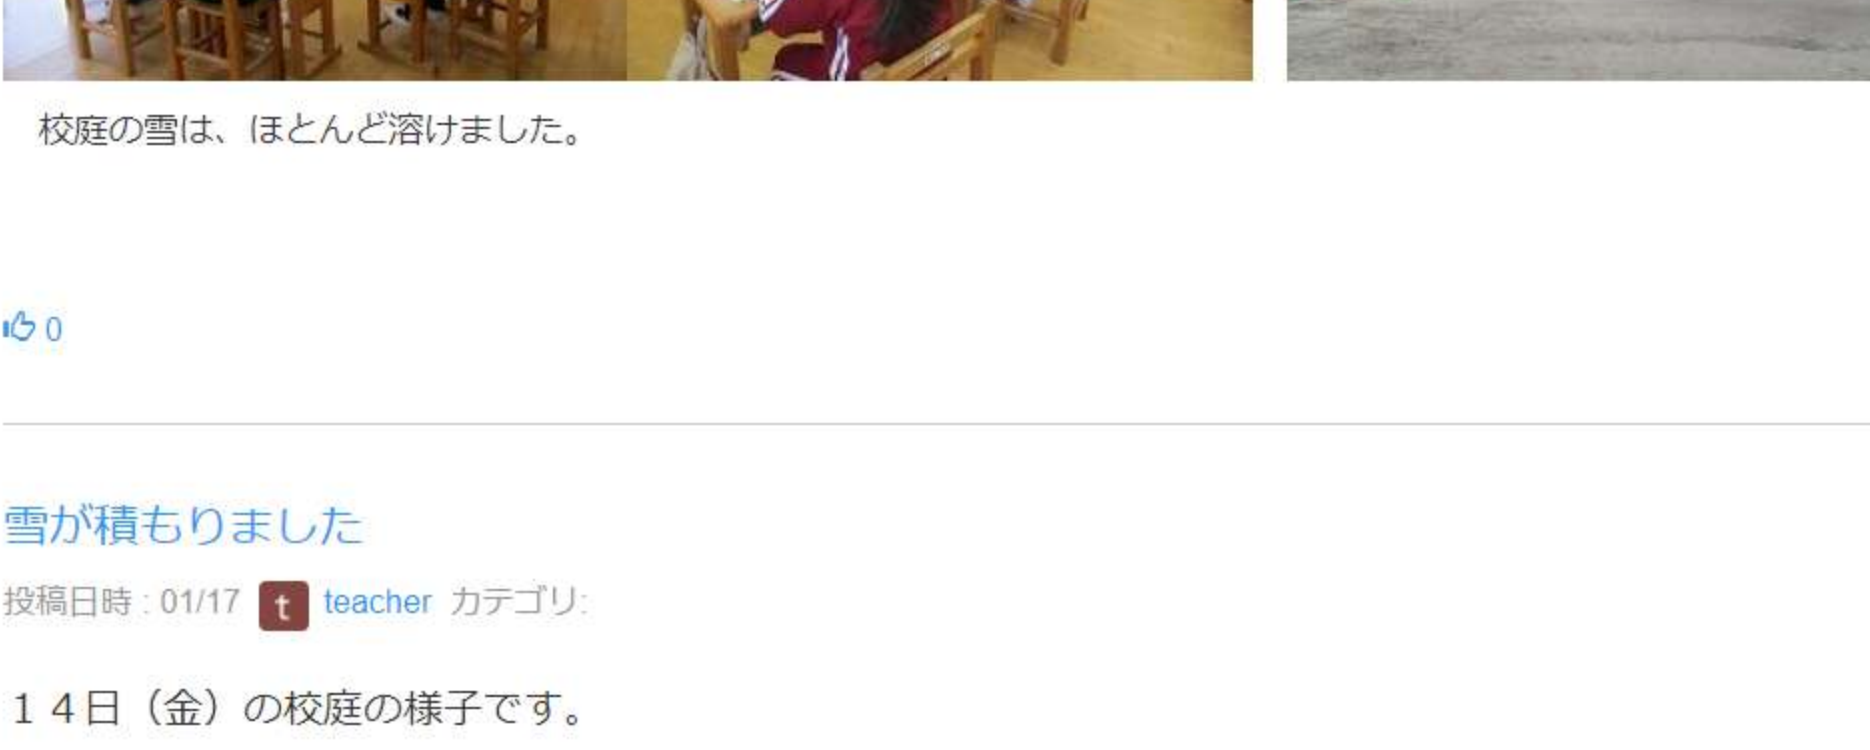 校庭の雪は、ほとんど溶けました。
0
雪が積もりました
投稿日時 : 01/17 t teacher カテゴリ:
１４日（金）の校庭の様子です。